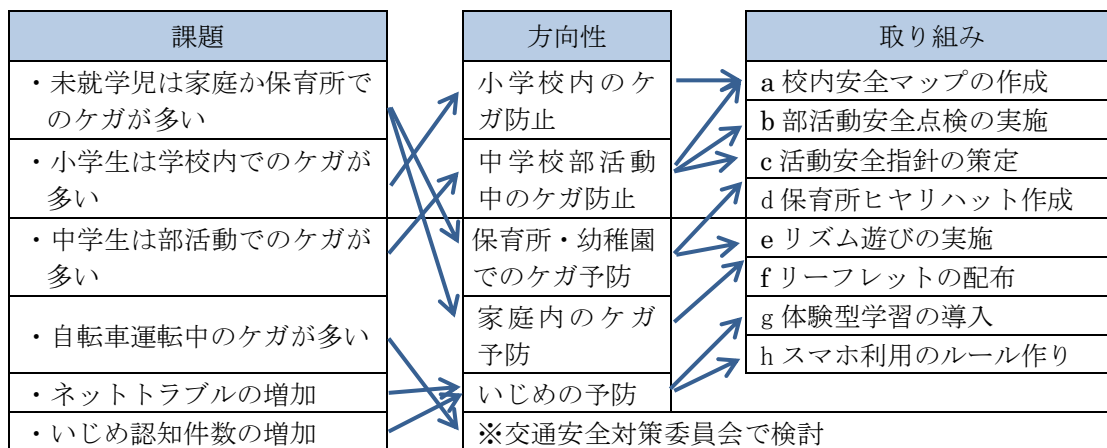 課題
・未就学児は家庭か保育所で
のケガが多い
・小学生は学校内でのケガが
多い
・中学生は部活動でのケガが
多い
・自転車運転中のケガが多い
・ネットトラブルの増加
・いじめ認知件数の増加
方向性
小学校内のケ
ガ防止
中学校部活動
中のケガ防止
保育所・幼稚園
でのケガ予防
家庭内のケガ
予防
いじめの予防
※交通安全対策委員会で検討
取り組み
a 校内安全マップの作成
b 部活動安全点検の実施
c 活動安全指針の策定
d 保育所ヒヤリハット作成
e リズム遊びの実施
f リーフレットの配布
g 体験型学習の導入
h スマホ利用のルール作り